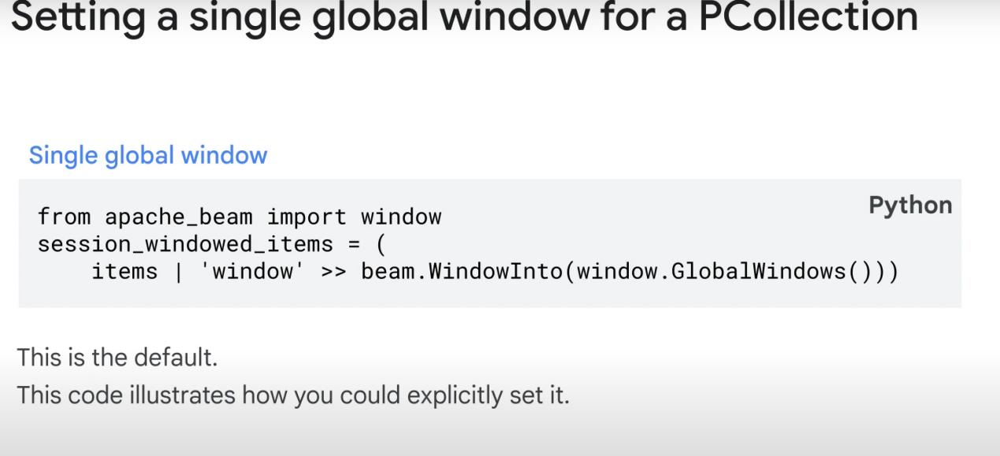 Setting a single global window for a PCollection
Single global window
Python
from apache_beam import window
session_windowed_items = (
    items | 'window' >> beam.WindowInto(window.GlobalWindows()))
This is the default.
This code illustrates how you could explicitly set it.